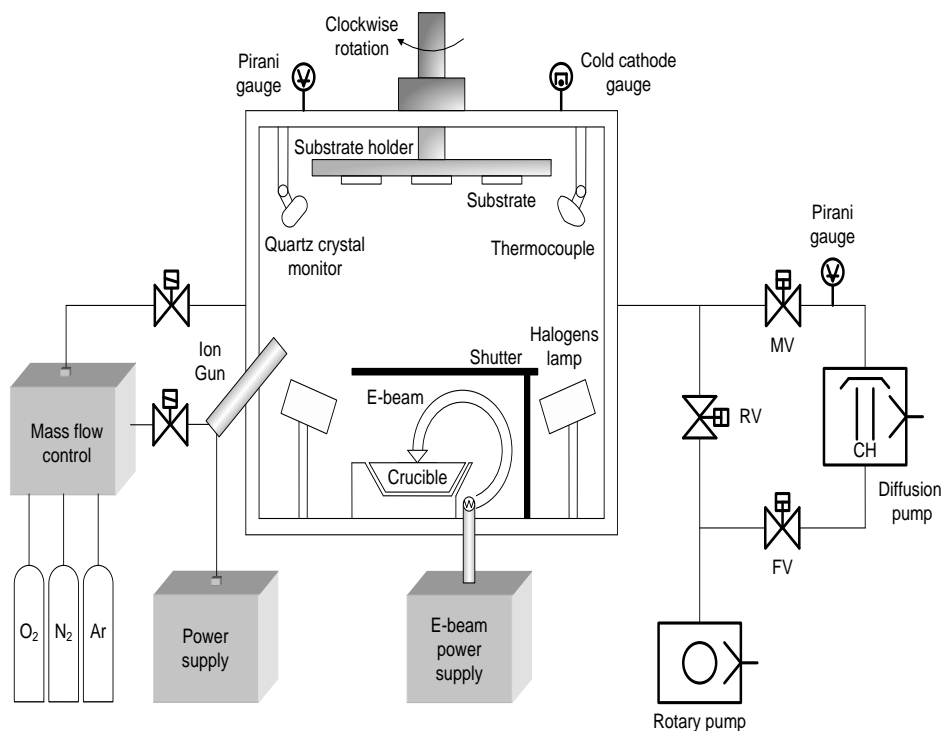 Clockwise
rotation
Pirani
gauge
Cold cathode
gauge
Substrate holder
Substrate
Quartz crystal
monitor
Thermocouple
Pirani
gauge
MV
Ion
Gun
Shutter
Halogens
lamp
E-beam
RV
Mass flow
control
Crucible
CH
W
Diffusion
pump
FV
O₂
N₂
Ar
Power
supply
E-beam
power
supply
Rotary pump